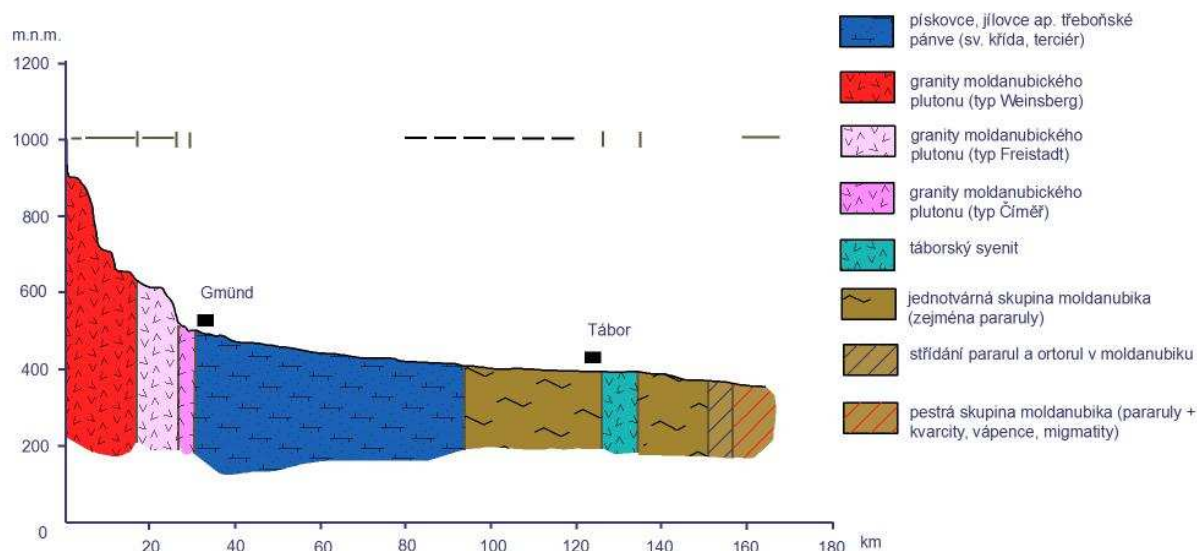 m.n.m.
1200
1000
800
600
400
200
0
20
40
60
80
100
120
140
160
180
km
Gmünd
Tábor
pískovce, jílovce ap. třeboňské
pánve (sv. křída, terciér)
granity moldanubického
plutonu (typ Weinsberg)
granity moldanubického
plutonu (typ Freistadt)
granity moldanubického
plutonu (typ Číměř)
táborský syenit
jednotvárná skupina moldanubika
(zejména pararuly)
střídání pararul a ortorul v moldanubiku
pestrá skupina moldanubika (pararuly +
kvarcity, vápence, migmatity)